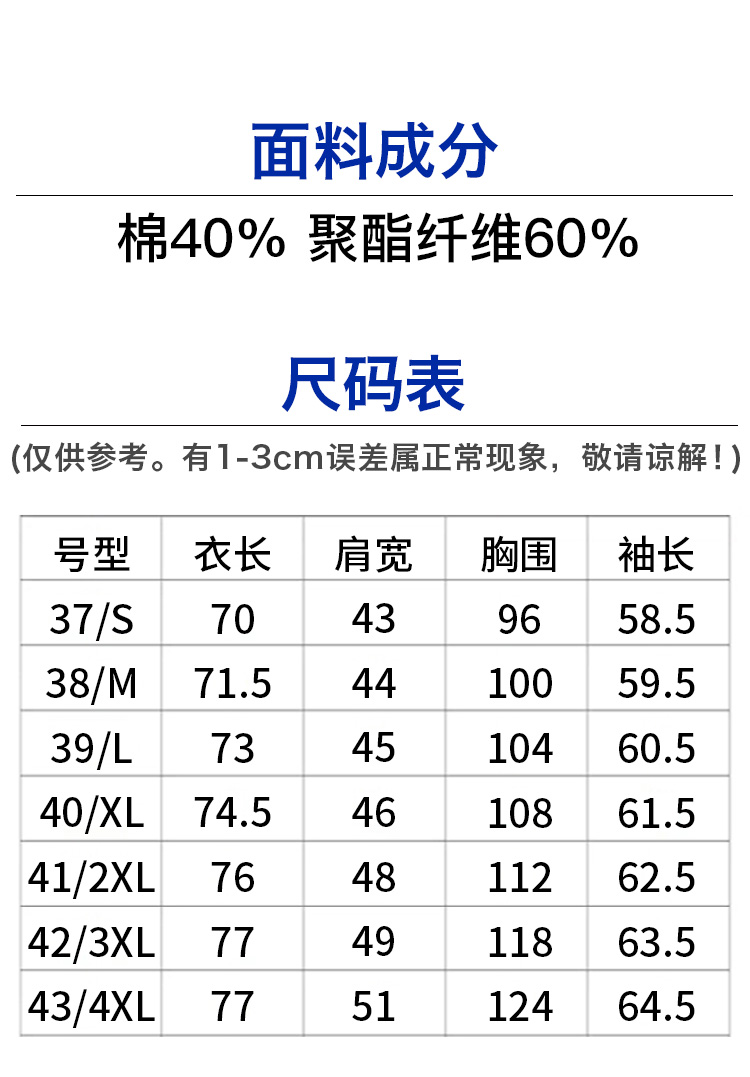 面料成分
棉40% 聚酯纤维60%
尺码表
(仅供参考。有1-3cm误差属正常现象，敬请谅解！)
号型 衣长 肩宽 胸围 袖长
37/S 70 43 96 58.5
38/M 71.5 44 100 59.5
39/L 73 45 104 60.5
40/XL 74.5 46 108 61.5
41/2XL 76 48 112 62.5
42/3XL 77 49 118 63.5
43/4XL 77 51 124 64.5